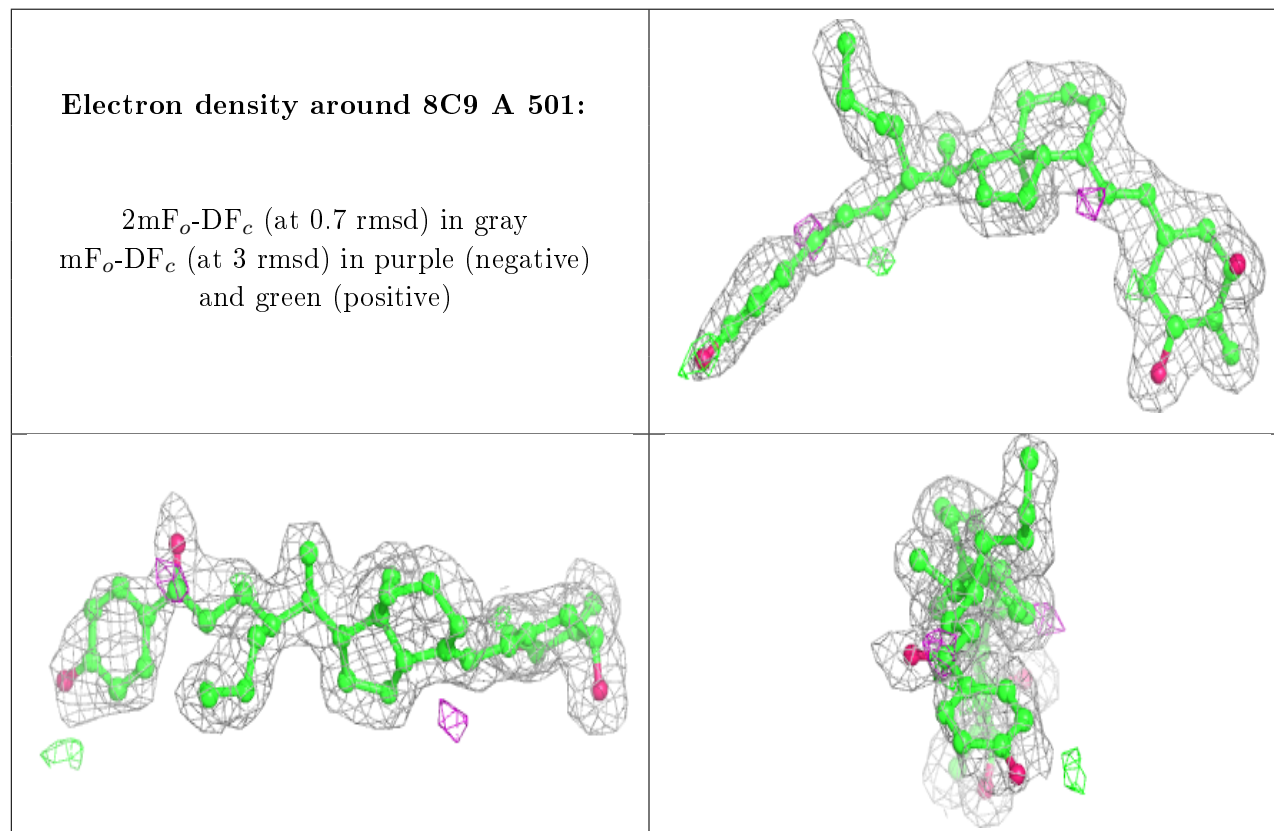 Electron density around 8C9 A 501:
2mFₒ-DF𝒸 (at 0.7 rmsd) in gray
mFₒ-DF𝒸 (at 3 rmsd) in purple (negative)
and green (positive)